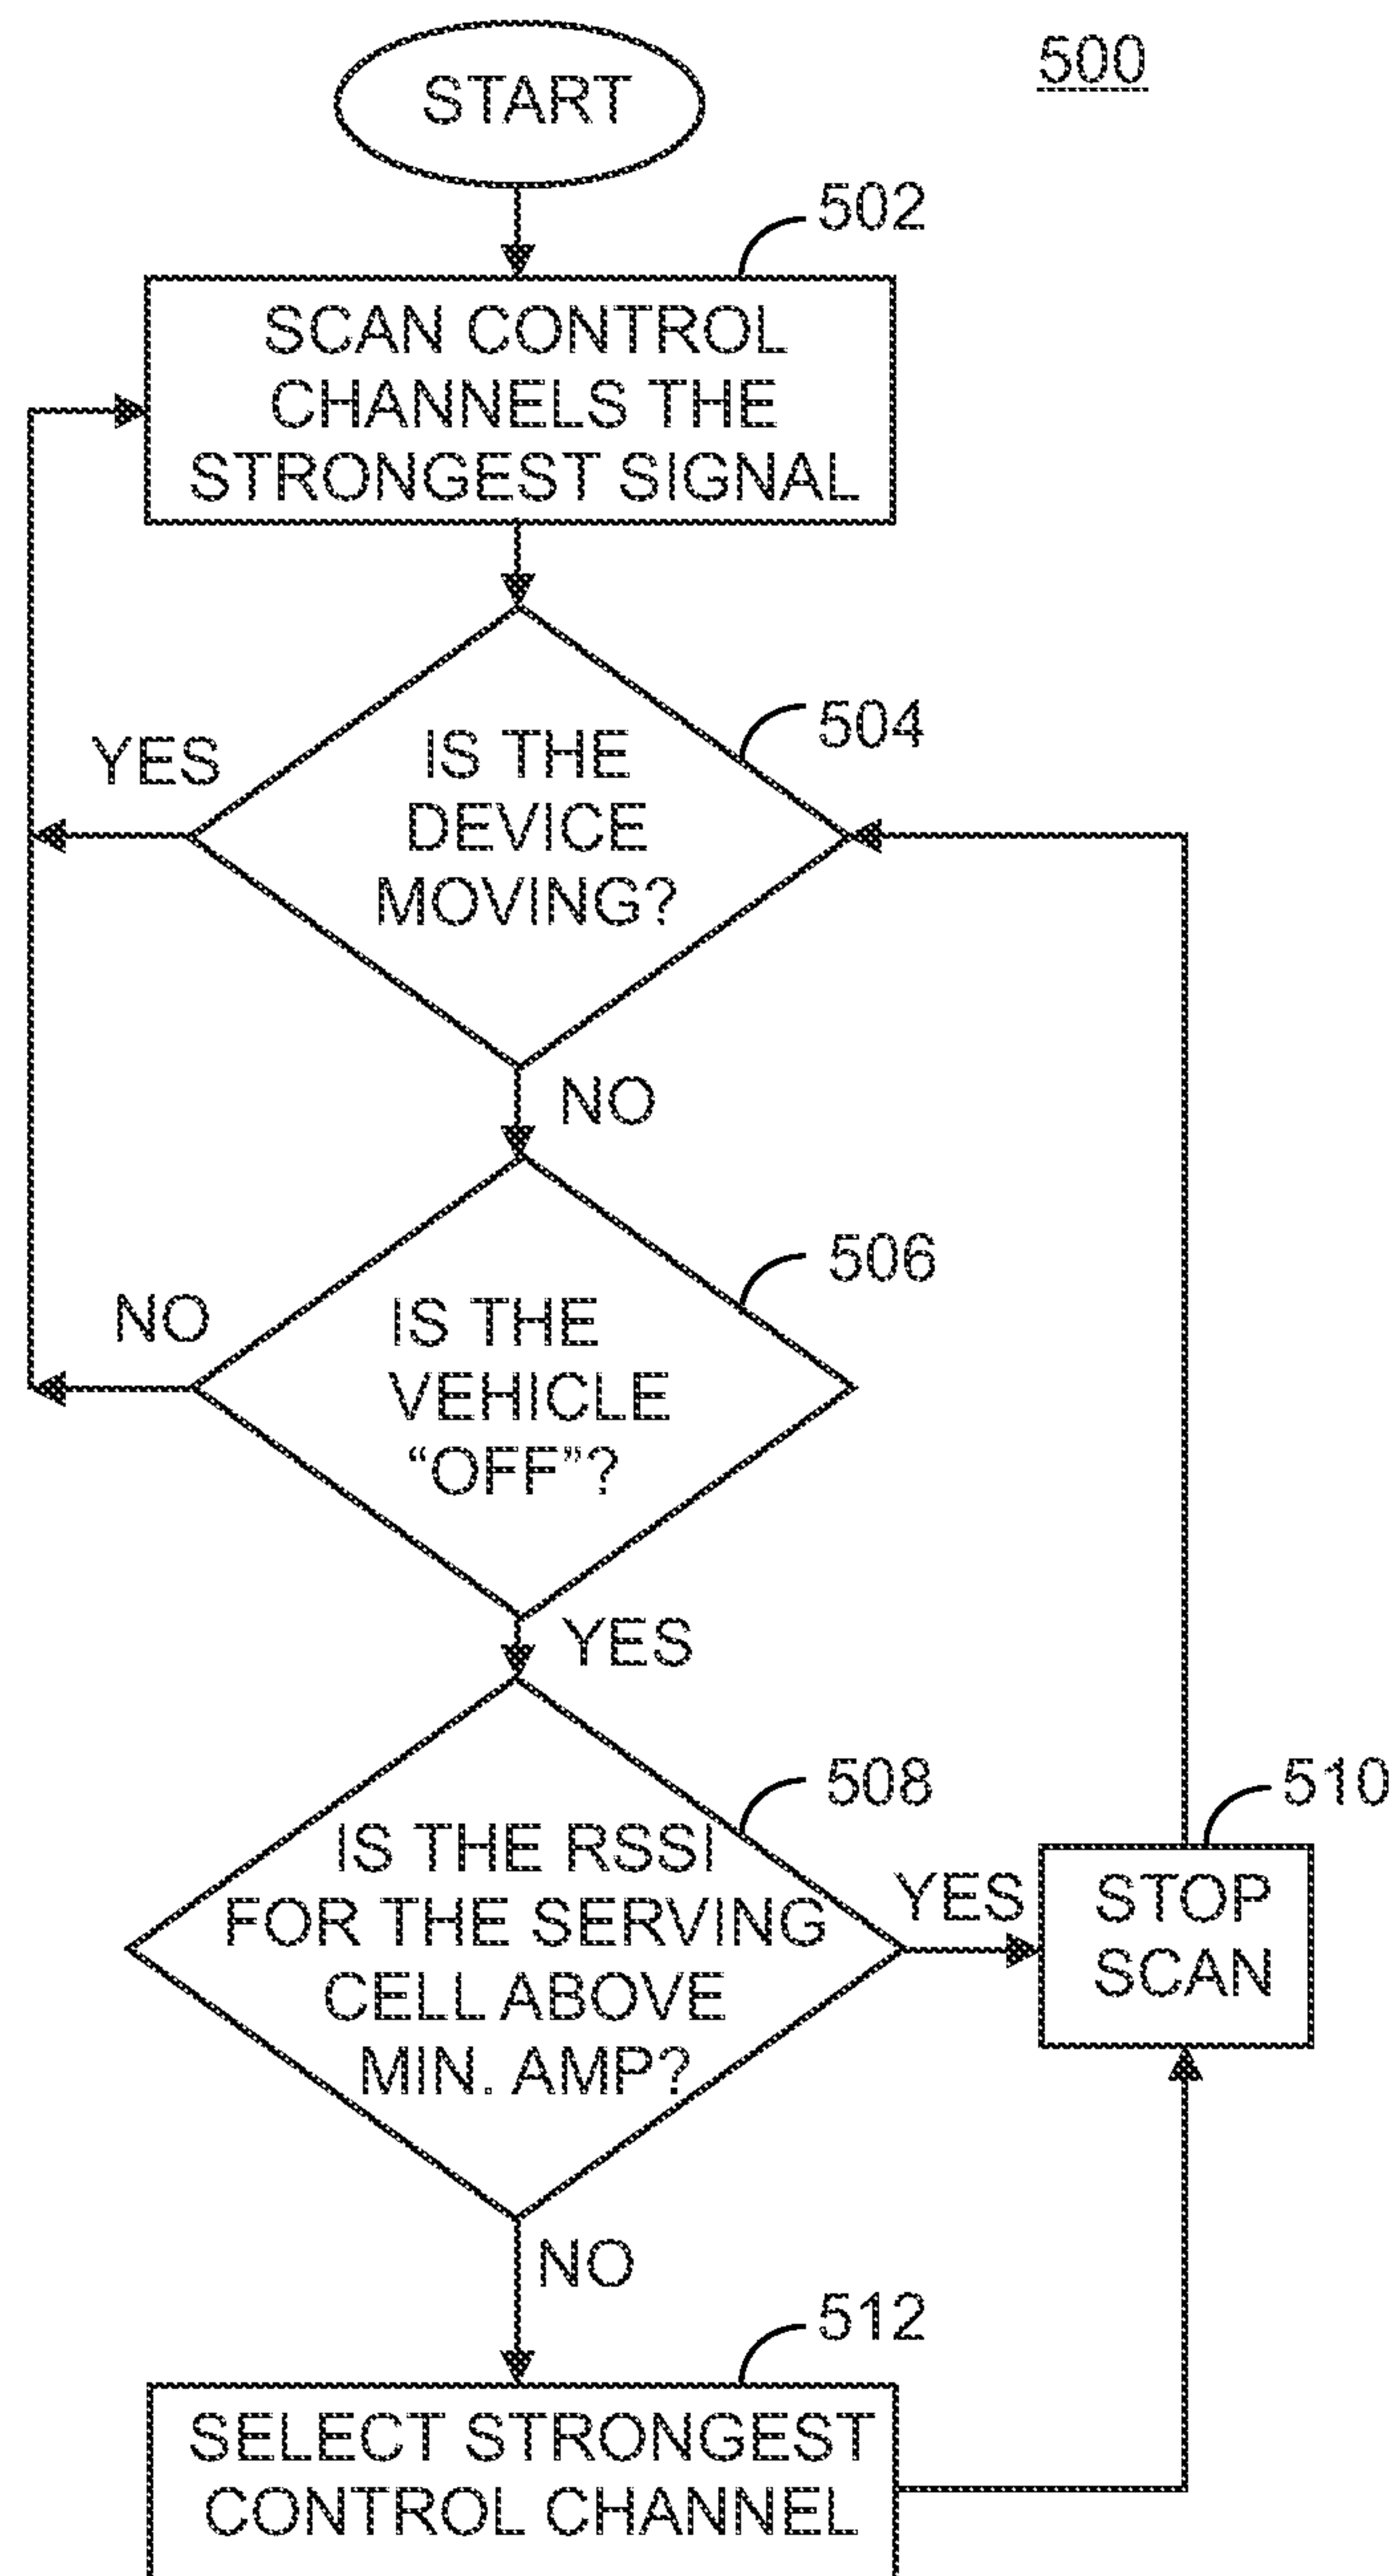 500
START
502
SCAN CONTROL
CHANNELS THE
STRONGEST SIGNAL
504
YES
IS THE
DEVICE
MOVING?
NO
506
NO
IS THE
VEHICLE
“OFF”?
YES
508
510
IS THE RSSI
FOR THE SERVING
CELL ABOVE
MIN. AMP?
YES
STOP
SCAN
NO
512
SELECT STRONGEST
CONTROL CHANNEL